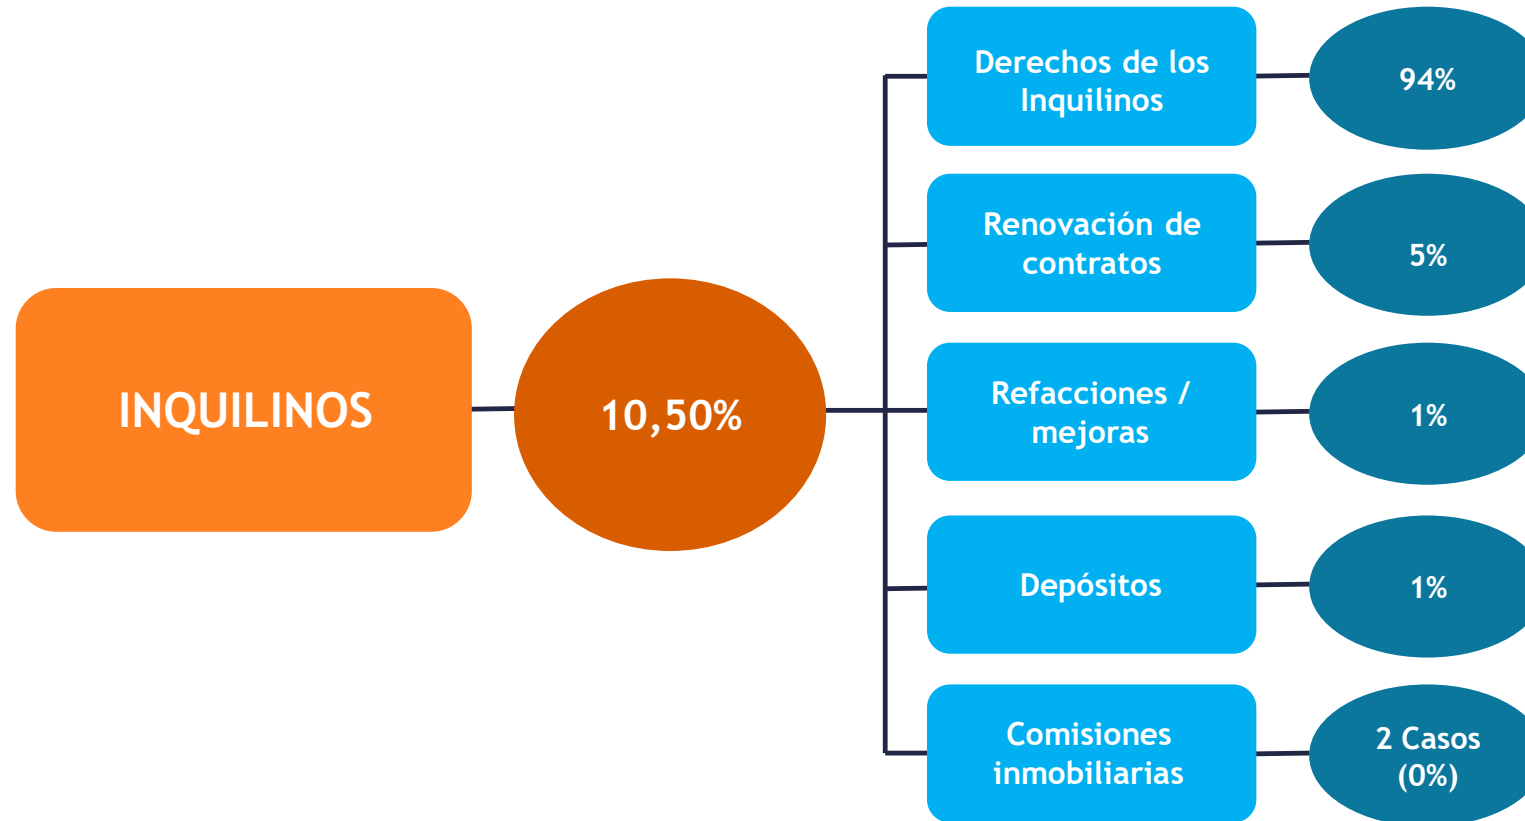 INQUILINOS
10,50%
Derechos de los
Inquilinos
94%
Renovación de
contratos
5%
Refacciones /
mejoras
1%
Depósitos
1%
Comisiones
inmobiliarias
2 Casos
(0%)